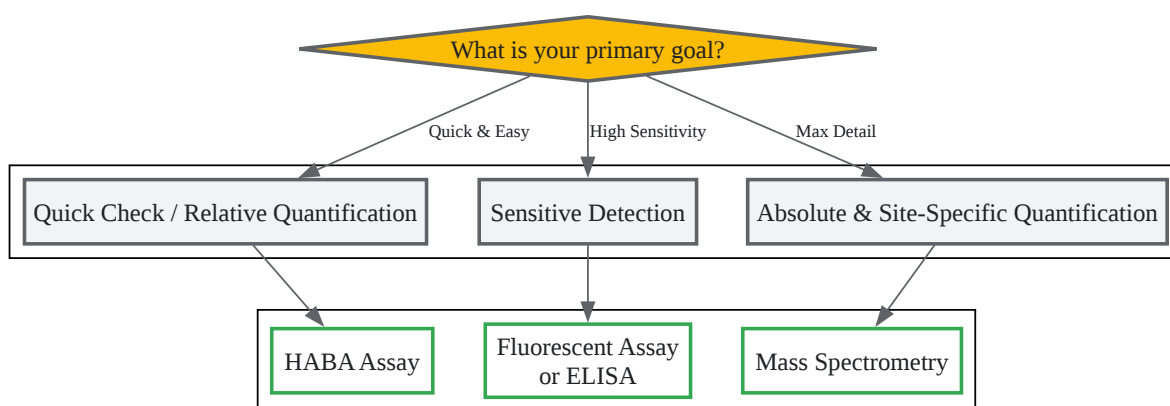 What is your primary goal?
Quick & Easy
High Sensitivity
Max Detail
Quick Check / Relative Quantification
Sensitive Detection
Absolute & Site-Specific Quantification
HABA Assay
Fluorescent Assay
or ELISA
Mass Spectrometry